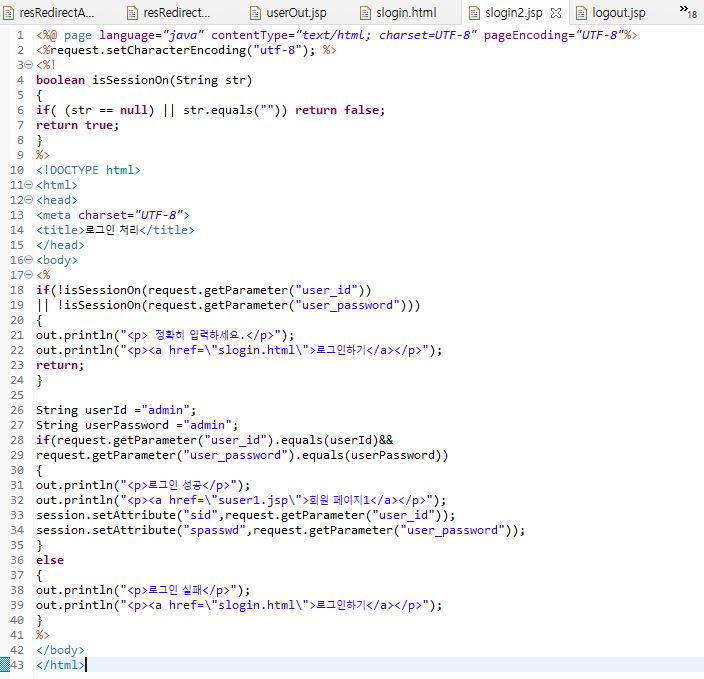 resRedirectA...
resRedirect...
userOut.jsp
slogin.html
slogin2.jsp
logout.jsp
»18
1 <%@ page language="java" contentType="text/html; charset=UTF-8" pageEncoding="UTF-8"%>
2 <%request.setCharacterEncoding("utf-8"); %>
3 <%!
4 boolean isSessionOn(String str)
5 {
6 if( (str == null) || str.equals("")) return false;
7 return true;
8 }
9 %>
10 <!DOCTYPE html>
11 <html>
12 <head>
13 <meta charset="UTF-8">
14 <title>로그인 처리</title>
15 </head>
16 <body>
17 <%
18 if(!isSessionOn(request.getParameter("user_id"))
19 || !isSessionOn(request.getParameter("user_password")))
20 {
21 out.println("<p> 정확히 입력하세요.</p>");
22 out.println("<p><a href=\"slogin.html\">로그인하기</a></p>");
23 return;
24 }
25
26 String userId ="admin";
27 String userPassword ="admin";
28 if(request.getParameter("user_id").equals(userId)&&
29 request.getParameter("user_password").equals(userPassword))
30 {
31 out.println("<p>로그인 성공</p>");
32 out.println("<p><a href=\"suser1.jsp\">회원 페이지1</a></p>");
33 session.setAttribute("sid",request.getParameter("user_id"));
34 session.setAttribute("spasswd",request.getParameter("user_password"));
35 }
36 else
37 {
38 out.println("<p>로그인 실패</p>");
39 out.println("<p><a href=\"slogin.html\">로그인하기</a></p>");
40 }
41 %>
42 </body>
43 </html>